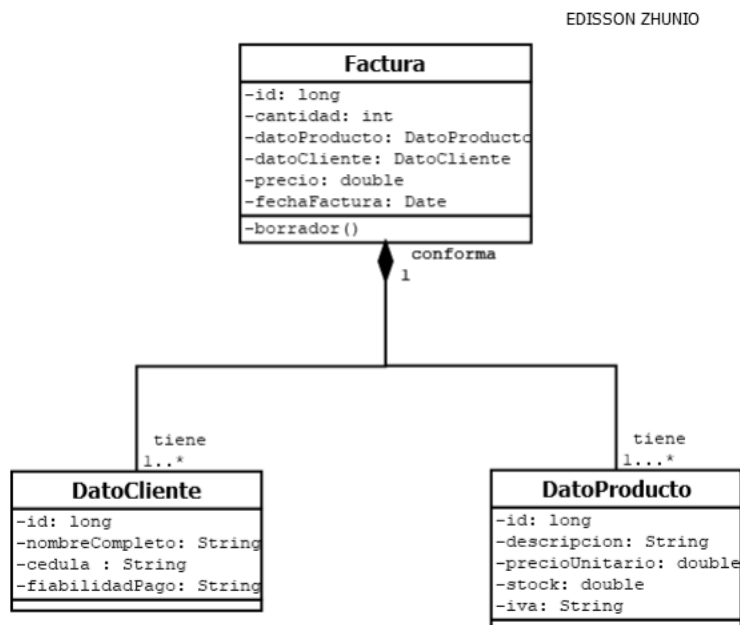 EDISSON ZHUNIO
Factura
-id: long
-cantidad: int
-datoProducto: DatoProducto
-datoCliente: DatoCliente
-precio: double
-fechaFactura: Date
-borrador()
conforma
1
tiene
1..*
tiene
1...*
DatoCliente
-id: long
-nombreCompleto: String
-cedula : String
-fiabilidadPago: String
DatoProducto
-id: long
-descripcion: String
-precioUnitario: double
-stock: double
-iva: String